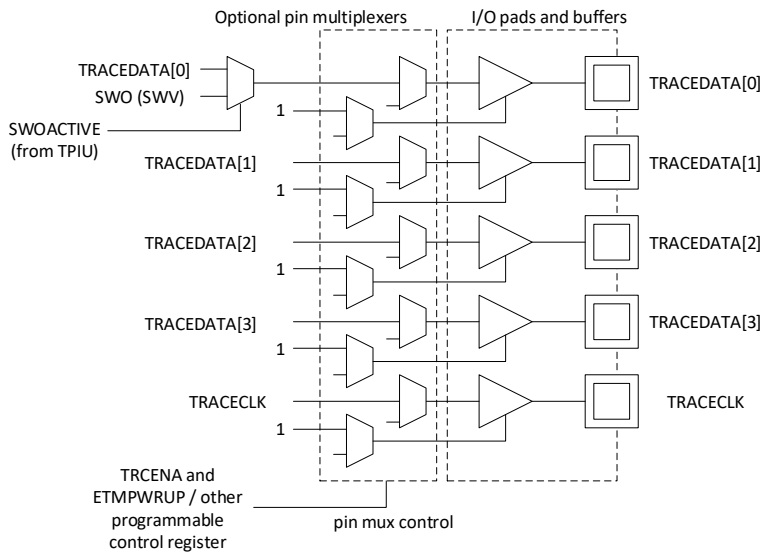 Optional pin multiplexers
I/O pads and buffers
TRACEDATA[0]
SWO (SWV)
TRACEDATA[0]
1
SWOACTIVE
(from TPIU)
TRACEDATA[1]
TRACEDATA[1]
1
TRACEDATA[2]
TRACEDATA[2]
1
TRACEDATA[3]
TRACEDATA[3]
1
TRACECLK
TRACECLK
1
TRCENA and
ETMPWRUP / other
programmable
control register
pin mux control